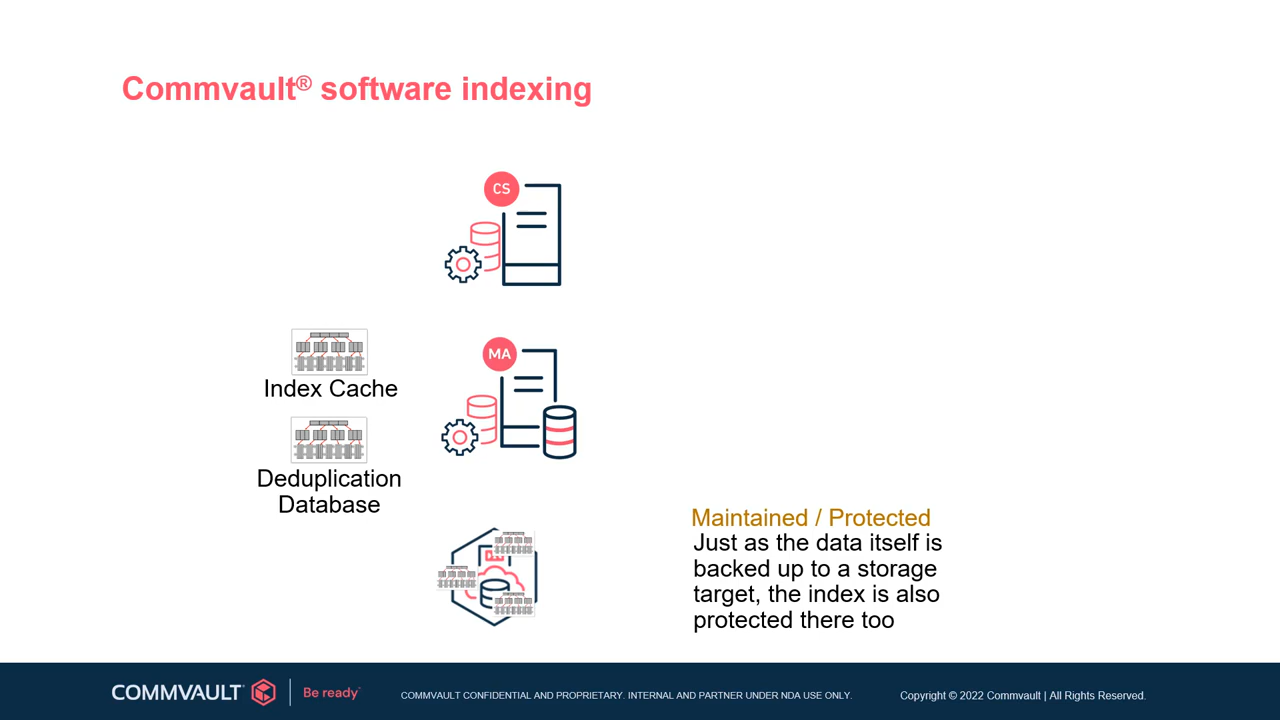 Commvault® software indexing
CS
MA
Index Cache
Deduplication
Database
Maintained / Protected
Just as the data itself is
backed up to a storage
target, the index is also
protected there too
COMMVAULT
Be ready
COMMVAULT CONFIDENTIAL AND PROPRIETARY. INTERNAL AND PARTNER UNDER NDA USE ONLY.
Copyright © 2022 Commvault | All Rights Reserved.